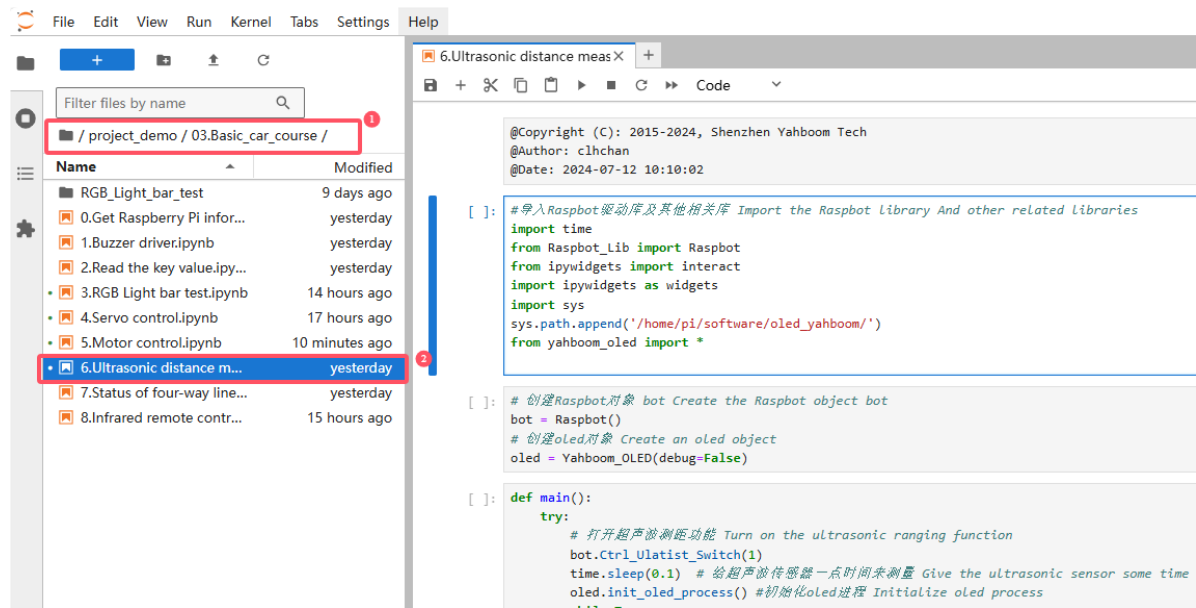 File Edit View Run Kernel Tabs Settings Help
6.Ultrasonic distance meas
Code
Filter files by name
/ project_demo / 03.Basic_car_course /
1
Name Modified
RGB_Light_bar_test 9 days ago
0.Get Raspberry Pi infor... yesterday
1.Buzzer driver.ipynb yesterday
2.Read the key value.ipy... yesterday
3.RGB Light bar test.ipynb 14 hours ago
4.Servo control.ipynb 17 hours ago
5.Motor control.ipynb 10 minutes ago
6.Ultrasonic distance m... yesterday
2
7.Status of four-way line... yesterday
8.Infrared remote contr... 15 hours ago
@Copyright (C): 2015-2024, Shenzhen Yahboom Tech
@Author: clhchan
@Date: 2024-07-12 10:10:02
[ ]: #导入Raspbot驱动库及其他相关库 Import the Raspbot library And other related libraries
import time
from Raspbot_Lib import Raspbot
from ipywidgets import interact
import ipywidgets as widgets
import sys
sys.path.append('/home/pi/software/oled_yahboom/')
from yahboom_oled import *
[ ]: # 创建Raspbot对象 bot Create the Raspbot object bot
bot = Raspbot()
# 创建oled对象 Create an oled object
oled = Yahboom_OLED(debug=False)
[ ]: def main():
try:
# 打开超声波测距功能 Turn on the ultrasonic ranging function
bot.Ctrl_Ulatist_Switch(1)
time.sleep(0.1) # 给超声波传感器一点时间来测量 Give the ultrasonic sensor some time
oled.init_oled_process() #初始化oled进程 Initialize oled process